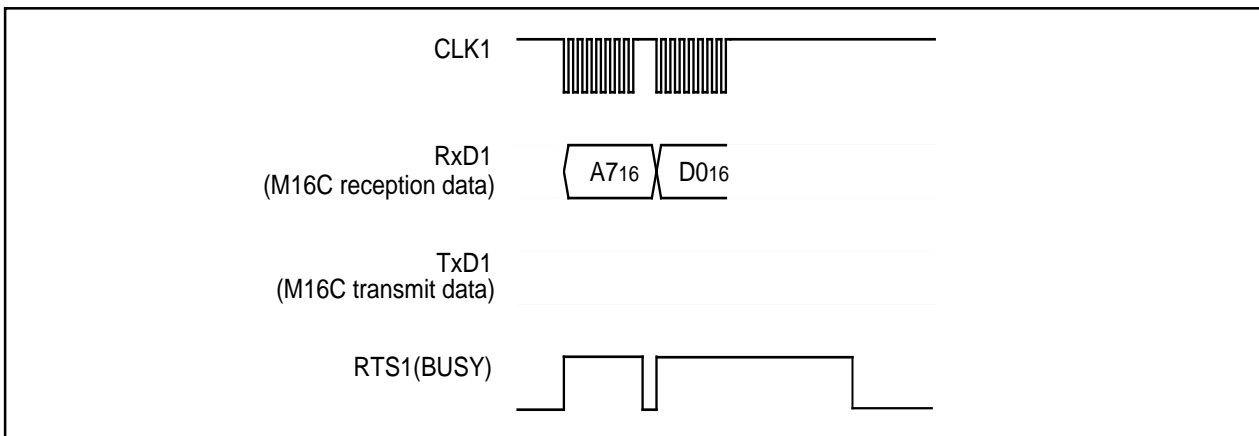 CLK1
RxD1
(M16C reception data)
A716
D016
TxD1
(M16C transmit data)
RTS1(BUSY)